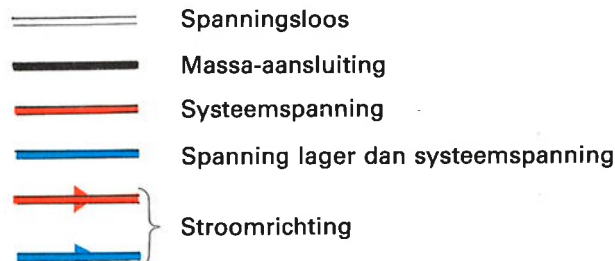 Spanningsloos
Massa-aansluiting
Systeemspanning
Spanning lager dan systeemspanning
Stroomrichting